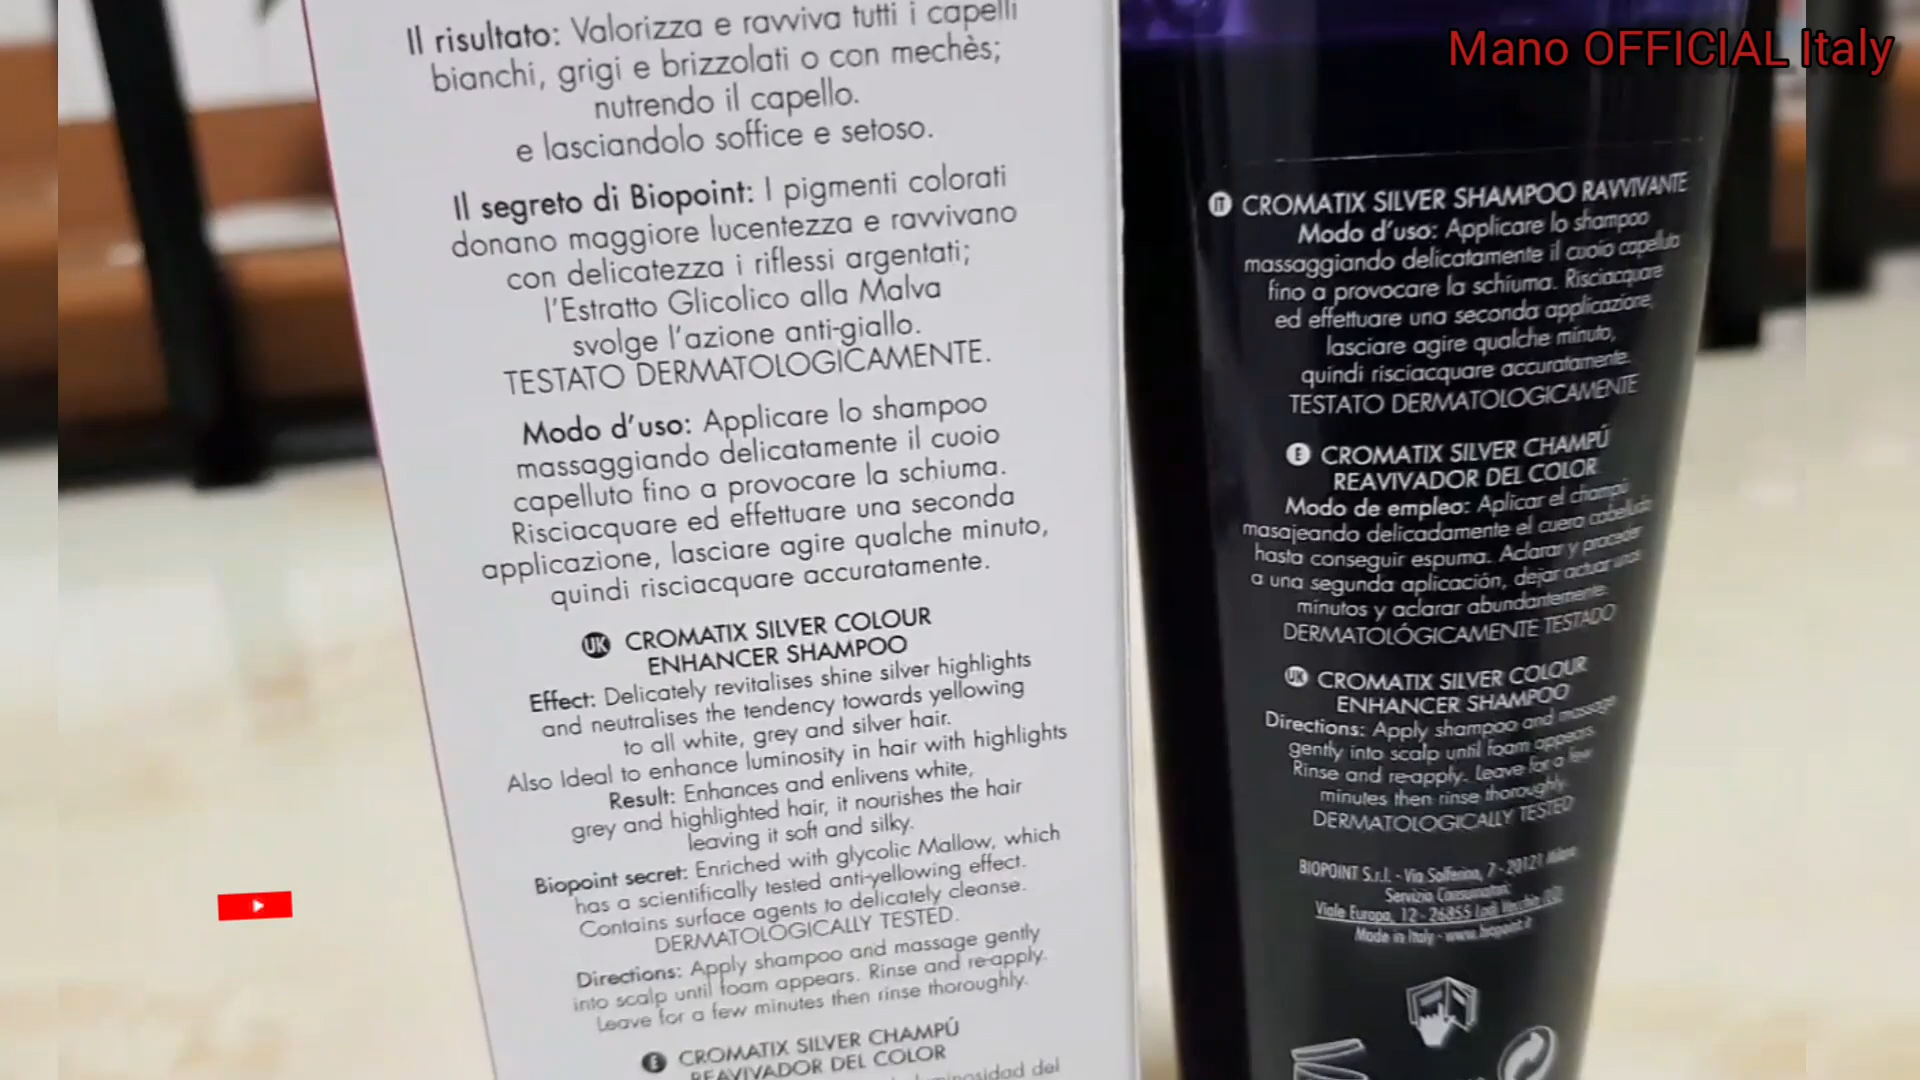 Mano OFFICIAL Italy
Il risultato: Valorizza e ravviva tutti i capelli
bianchi, grigi e brizzolati o con mechès;
nutrendo il capello.
e lasciandolo soffice e setoso.
Il segreto di Biopoint: I pigmenti colorati
donano maggiore lucentezza e ravvivano
con delicatezza i riflessi argentati;
l'Estratto Glicolico alla Malva
svolge l'azione anti-giallo.
TESTATO DERMATOLOGICAMENTE.
Modo d'uso: Applicare lo shampoo
massaggiando delicatamente il cuoio
capelluto fino a provocare la schiuma.
Risciacquare ed effettuare una seconda
applicazione, lasciare agire qualche minuto,
quindi risciacquare accuratamente.
UK CROMATIX SILVER COLOUR
ENHANCER SHAMPOO
Effect: Delicately revitalises shine silver highlights
and neutralises the tendency towards yellowing
to all white, grey and silver hair.
Also Ideal to enhance luminosity in hair with highlights
Result: Enhances and enlivens white,
grey and highlighted hair, it nourishes the hair
leaving it soft and silky.
Biopoint secret: Enriched with glycolic Mallow, which
has a scientifically tested anti-yellowing effect.
Contains surface agents to delicately cleanse.
DERMATOLOGICALLY TESTED.
Directions: Apply shampoo and massage gently
into scalp until foam appears. Rinse and re-apply.
Leave for a few minutes then rinse thoroughly.
E CROMATIX SILVER CHAMPÚ
REAVIVADOR DEL COLOR
del
IT CROMATIX SILVER SHAMPOO RAVVIVANTE
Modo d'uso: Applicare lo shampoo
massaggiando delicatamente il cuoio capelluto
fino a provocare la schiuma. Risciacquare
ed effettuare una seconda applicazione,
lasciare agire qualche minuto,
quindi risciacquare accuratamente.
TESTATO DERMATOLOGICAMENTE
E CROMATIX SILVER CHAMPÚ
REAVIVADOR DEL COLOR
Modo de empleo: Aplicar el champú
masajeando delicadamente el cuero cabelludo
hasta conseguir espuma. Aclarar y proceder
a una segunda aplicación, dejar actuar unos
minutos y aclarar abundantemente.
DERMATOLÓGICAMENTE TESTADO
UK CROMATIX SILVER COLOUR
ENHANCER SHAMPOO
Directions: Apply shampoo and massage
gently into scalp until foam appears.
Rinse and re-apply. Leave for a few
minutes then rinse thoroughly.
DERMATOLOGICALLY TESTED
BIOPOINT S.r.l. - Via Solferino, 7 - 20121 Milano
Servizio Consumatori:
Viale Europa, 12 - 26855 Lodi Vecchio
Made in Italy - www.biopoint.it